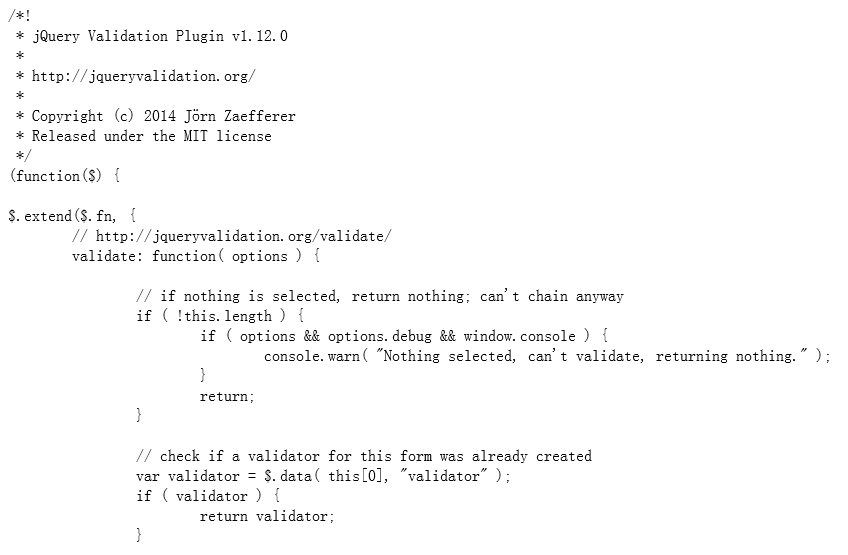 /*!
 * jQuery Validation Plugin v1.12.0
 *
 * http://jqueryvalidation.org/
 *
 * Copyright (c) 2014 Jörn Zaefferer
 * Released under the MIT license
 */
(function($) {

$.extend($.fn, {
	// http://jqueryvalidation.org/validate/
	validate: function( options ) {

		// if nothing is selected, return nothing; can't chain anyway
		if ( !this.length ) {
			if ( options && options.debug && window.console ) {
				console.warn( "Nothing selected, can't validate, returning nothing." );
			}
			return;
		}

		// check if a validator for this form was already created
		var validator = $.data( this[0], "validator" );
		if ( validator ) {
			return validator;
		}